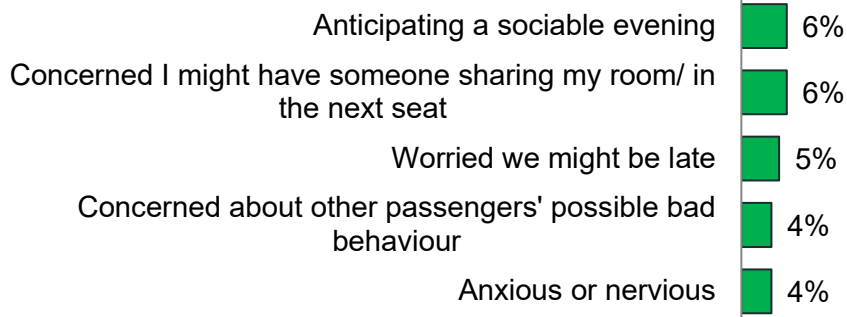 Anticipating a sociable evening 6%
Concerned I might have someone sharing my room/ in
the next seat 6%
Worried we might be late 5%
Concerned about other passengers' possible bad
behaviour 4%
Anxious or nervious 4%